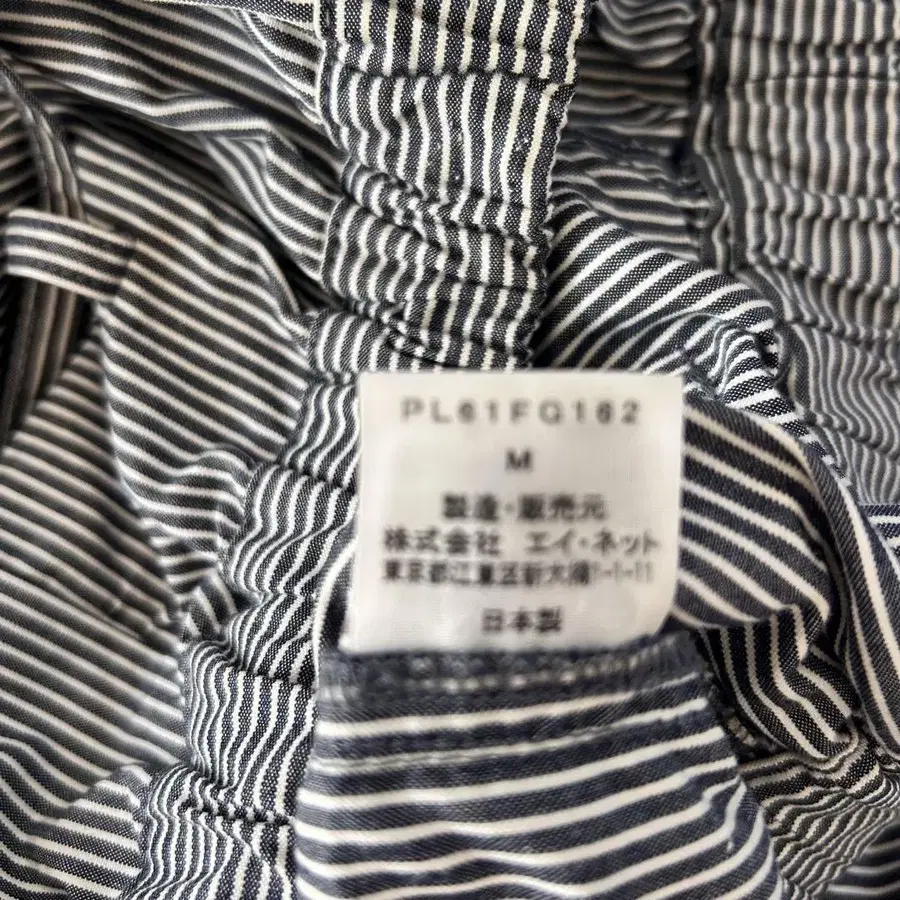 PL61FG162
M
製造・販売元
株式会社 エイ・ネット
東京都江東区新大橋1-1-11
日本製